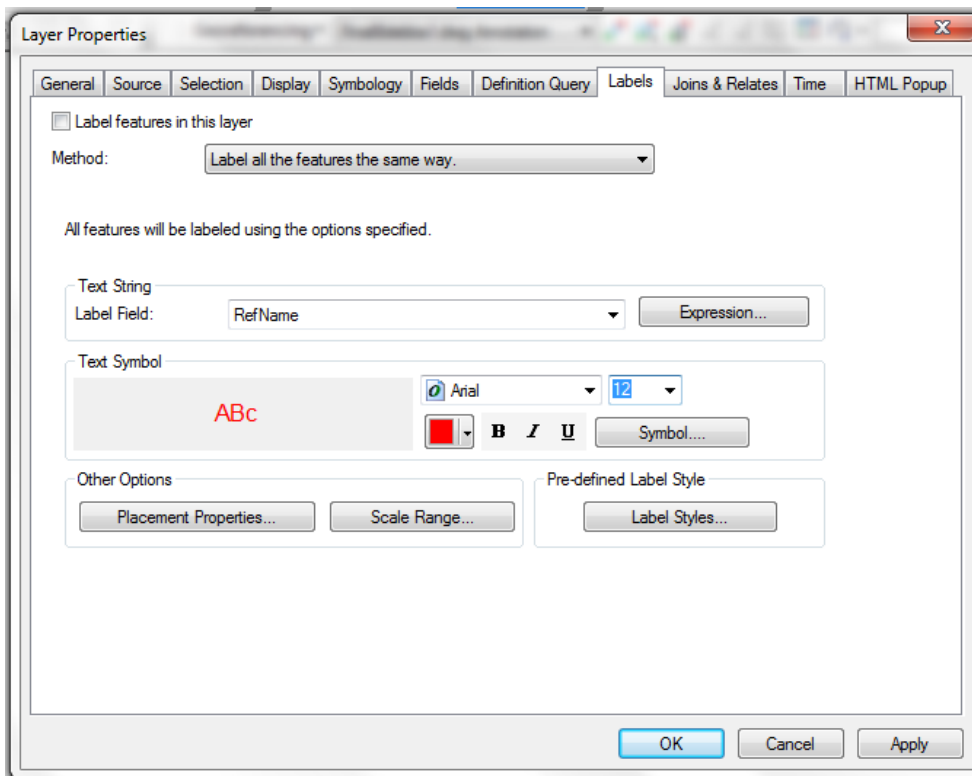 Layer Properties
General Source Selection Display Symbology Fields Definition Query Labels Joins & Relates Time HTML Popup
Label features in this layer
Method: Label all the features the same way.
All features will be labeled using the options specified.
Text String
Label Field: RefName Expression...
Text Symbol
ABc
Arial 12
B I U Symbol....
Other Options Pre-defined Label Style
Placement Properties... Scale Range... Label Styles...
OK Cancel Apply